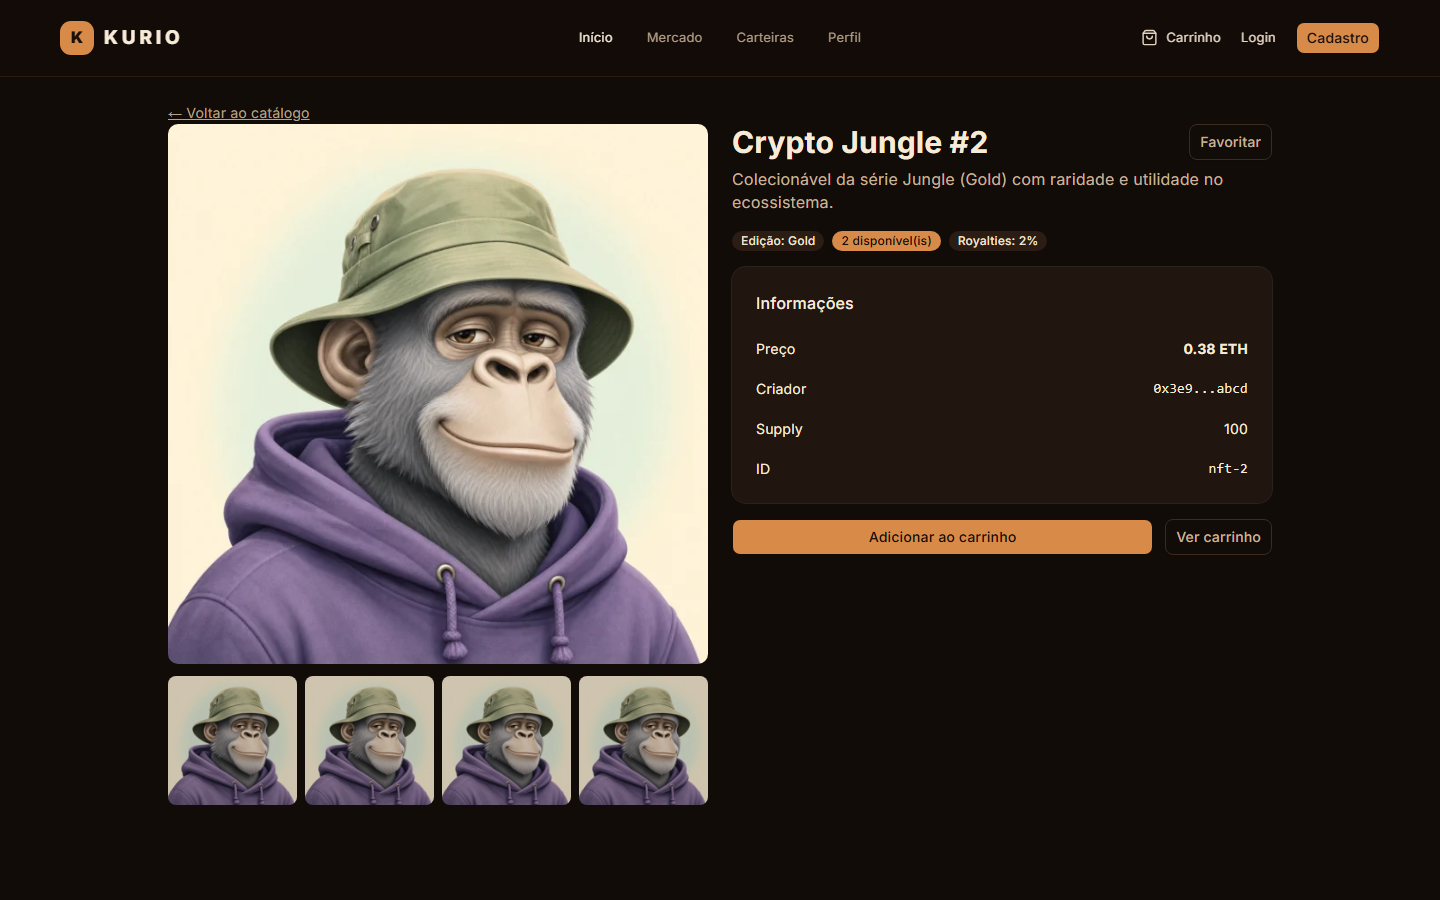 K KURIO
Início Mercado Carteiras Perfil
Carrinho Login Cadastro
← Voltar ao catálogo
Crypto Jungle #2
Favoritar
Colecionável da série Jungle (Gold) com raridade e utilidade no
ecossistema.
Edição: Gold 2 disponível(is) Royalties: 2%
Informações
Preço 0.38 ETH
Criador 0x3e9...abcd
Supply 100
ID nft-2
Adicionar ao carrinho Ver carrinho